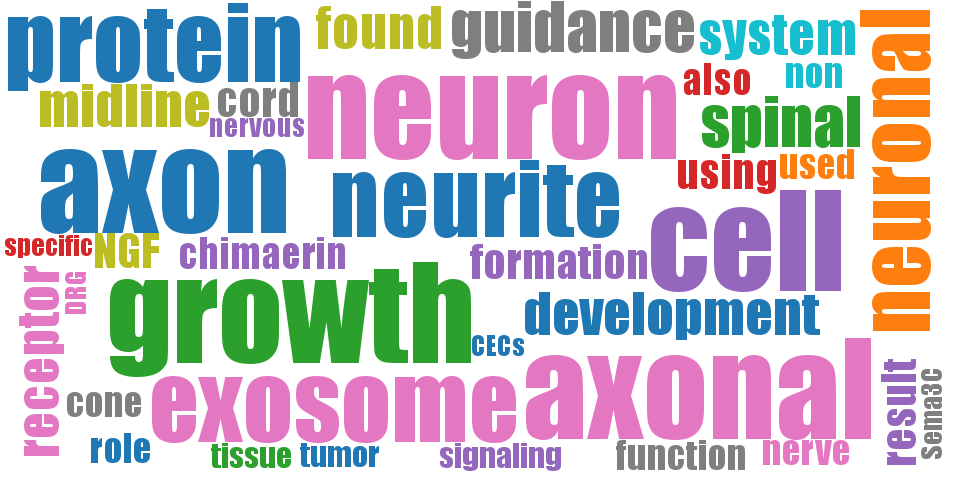 protein
found
guidance
system
neuronal
non
also
midline
cord
nervous
neuron
spinal
axon
neurite
using
used
cell
specific
NGF
chimaerin
formation
receptor
DRG
growth
development
CECs
exosome
axonal
result
Sema3C
cone
role
tissue
tumor
signaling
function
nerve